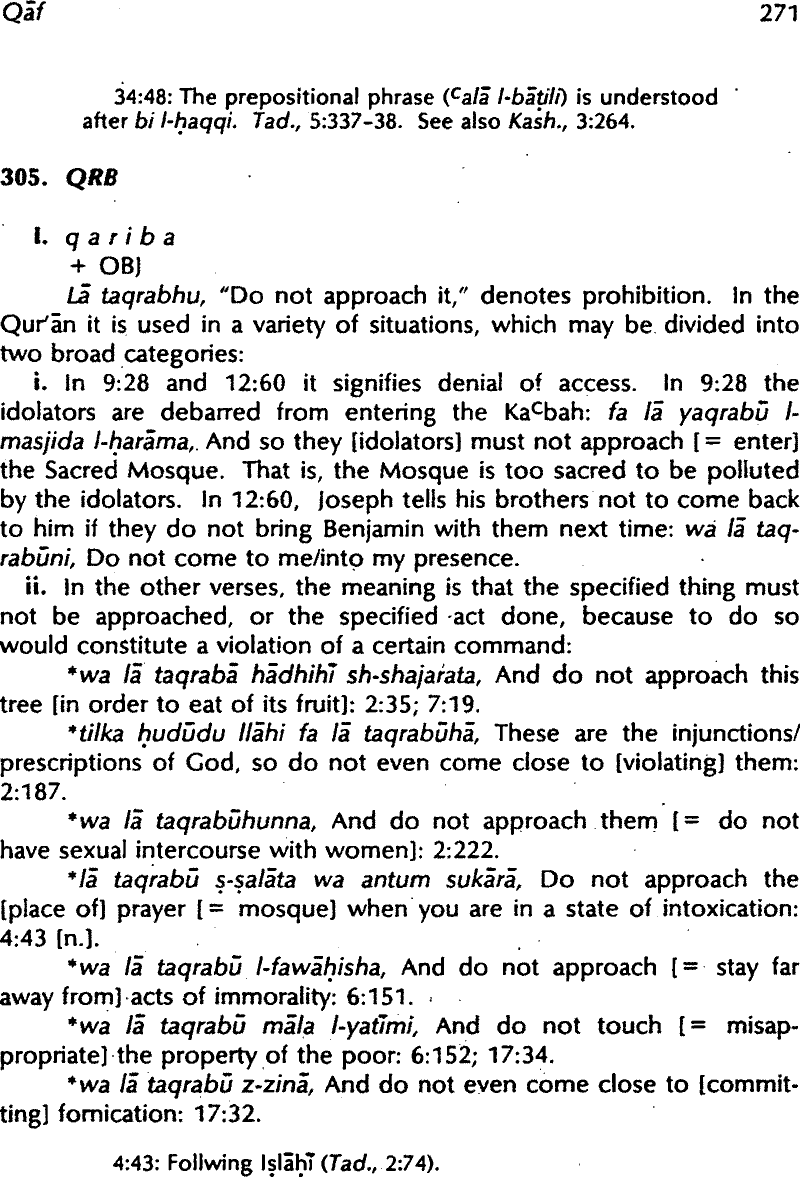 Qāf 271
34:48: The prepositional phrase (ᶜalā l-bāṭili) is understood
after bi l-ḥaqqi. Tad., 5:337-38. See also Kash., 3:264.
305. QRB
I. q a r i b a
+ OBJ
Lā taqrabhu, "Do not approach it," denotes prohibition. In the
Qur'ān it is used in a variety of situations, which may be divided into
two broad categories:
i. In 9:28 and 12:60 it signifies denial of access. In 9:28 the
idolators are debarred from entering the Kaᶜbah: fa lā yaqrabū l-
masjida l-ḥarāma, And so they [idolators] must not approach [= enter]
the Sacred Mosque. That is, the Mosque is too sacred to be polluted
by the idolators. In 12:60, Joseph tells his brothers not to come back
to him if they do not bring Benjamin with them next time: wa lā taq-
rabūni, Do not come to me/into my presence.
ii. In the other verses, the meaning is that the specified thing must
not be approached, or the specified act done, because to do so
would constitute a violation of a certain command:
*wa lā taqrabā hādhihī sh-shajarata, And do not approach this
tree [in order to eat of its fruit]: 2:35; 7:19.
*tilka ḥudūdu llāhi fa lā taqrabūhā, These are the injunctions/
prescriptions of God, so do not even come close to [violating] them:
2:187.
*wa lā taqrabūhunna, And do not approach them [= do not
have sexual intercourse with women]: 2:222.
*lā taqrabū ṣ-ṣalāta wa antum sukārā, Do not approach the
[place of] prayer [= mosque] when you are in a state of intoxication:
4:43 [n.].
*wa lā taqrabū l-fawāḥisha, And do not approach [= stay far
away from] acts of immorality: 6:151.
*wa lā taqrabū māla l-yatīmi, And do not touch [= misap-
propriate] the property of the poor: 6:152; 17:34.
*wa lā taqrabū z-zinā, And do not even come close to [commit-
ting] fornication: 17:32.
4:43: Follwing Iṣlāḥī (Tad., 2:74).